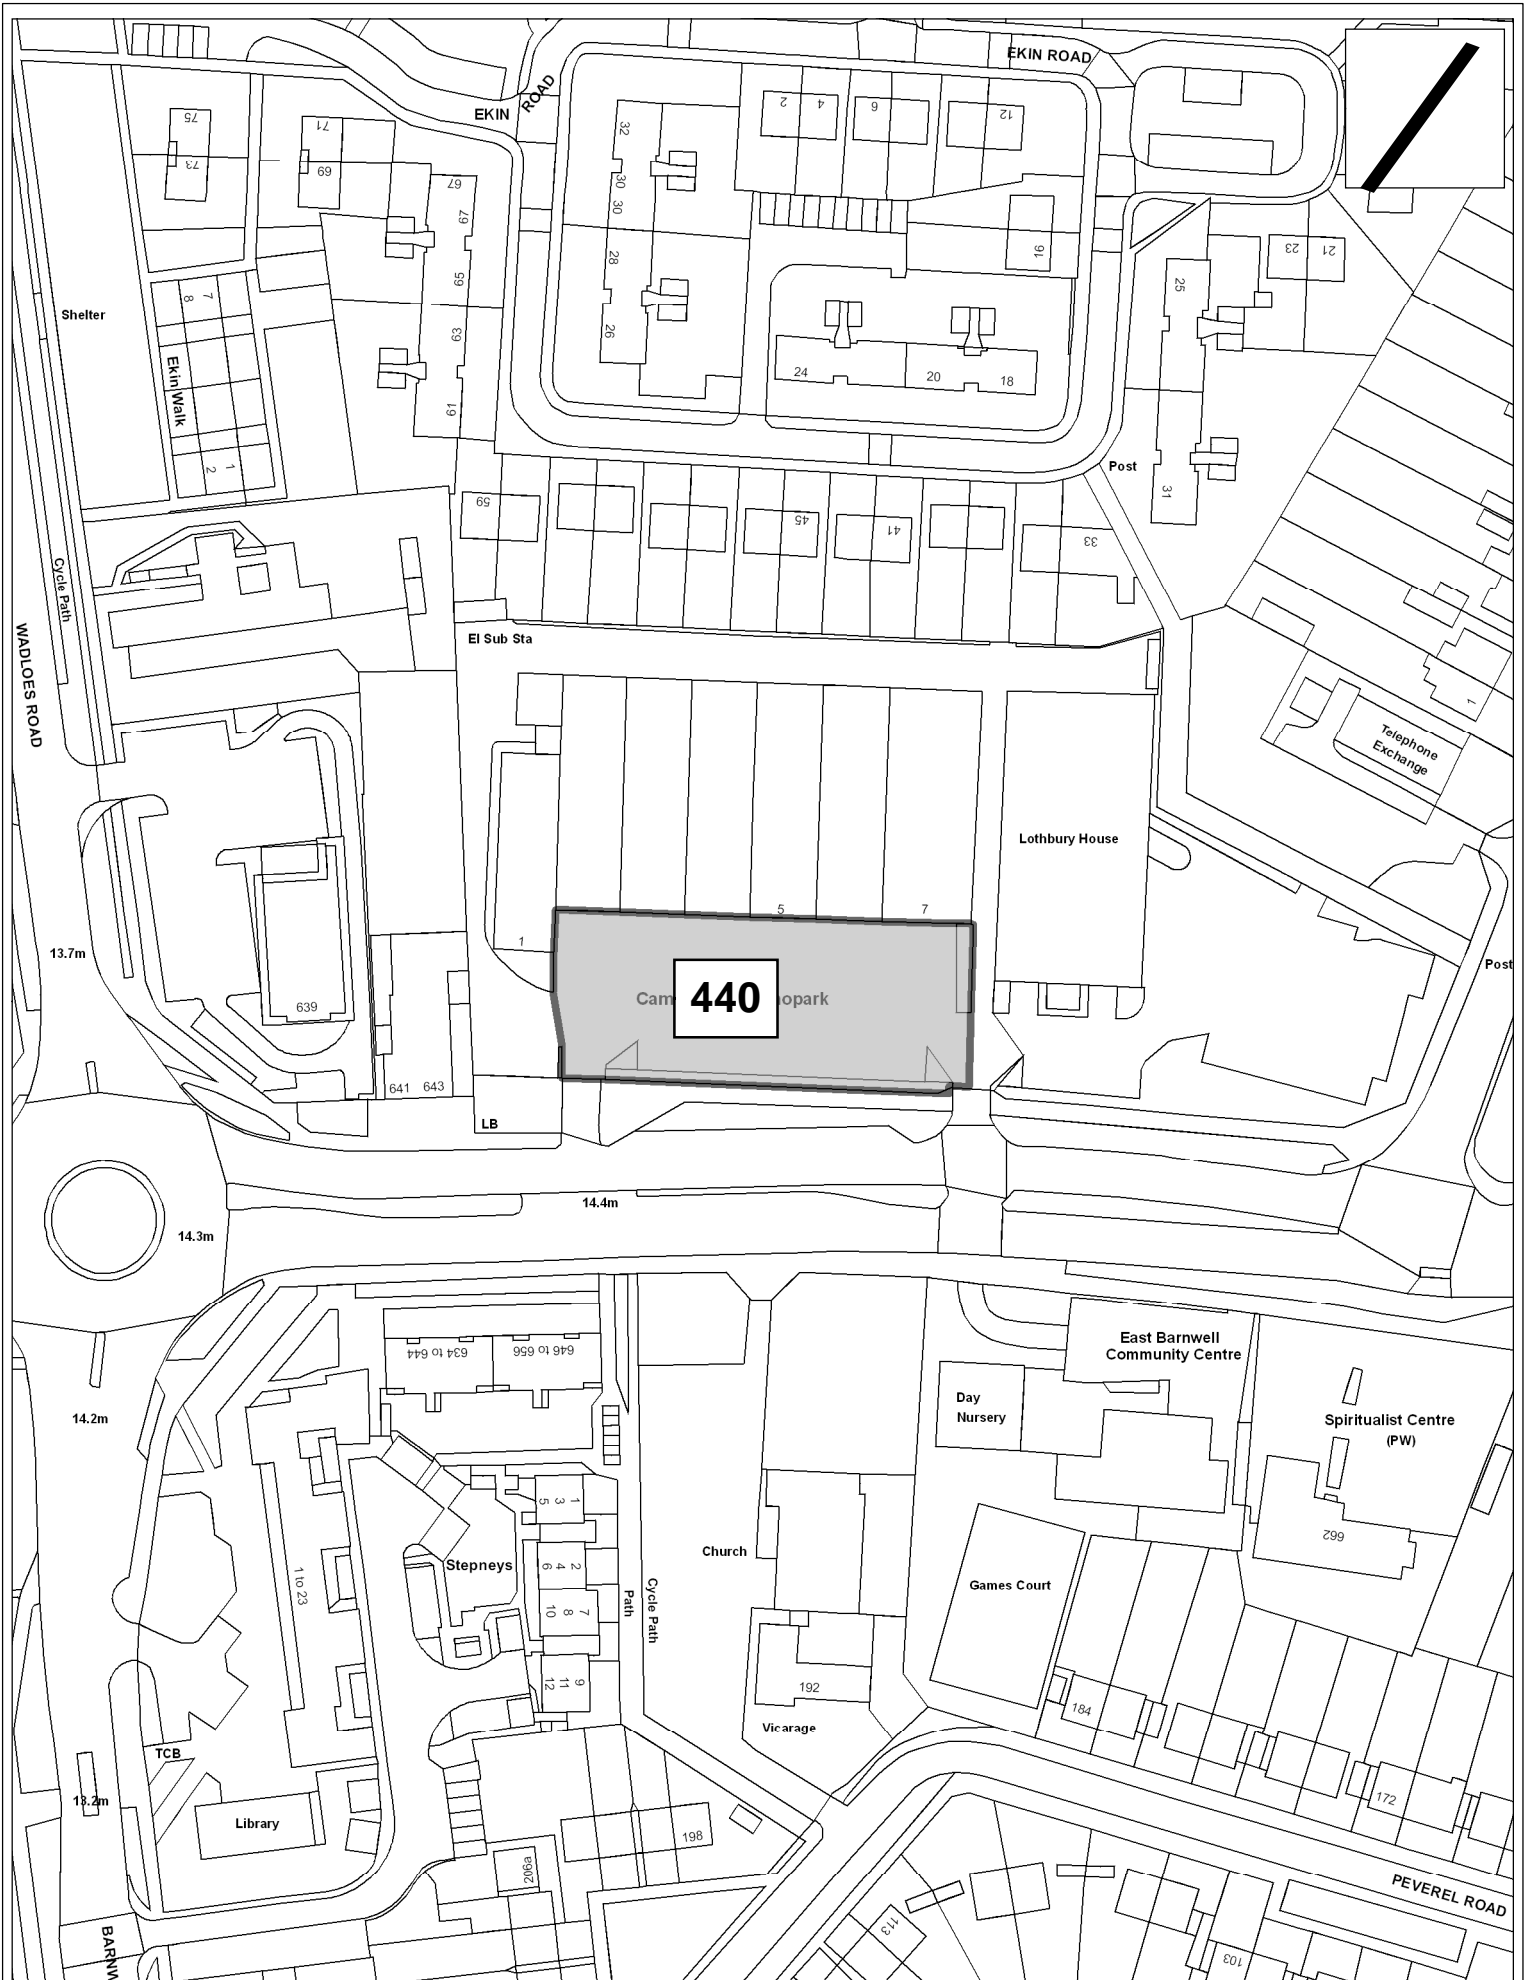 EKIN ROAD
EKIN
ROAD
2
4
6
12
75
73
71
69
67
67
65
63
61
32
30
30
28
26
16
24
20
18
25
31
23
21
Shelter
8
7
Ekin Walk
2
1
Post
59
45
41
33
Cycle Path
WADLOES ROAD
El Sub Sta
1
Telephone
Exchange
Lothbury House
5
7
1
13.7m
440
639
641
643
LB
Post
14.4m
14.3m
634 to 644
646 to 656
East Barnwell
Community Centre
Day
Nursery
Spiritualist Centre
(PW)
14.2m
1
3
5
2
4
6
7
8
10
9
11
12
Stepneys
1 to 23
Path
Cycle Path
Church
Games Court
662
192
Vicarage
184
172
TCB
13.2m
Library
198
206a
113
103
PEVEREL ROAD